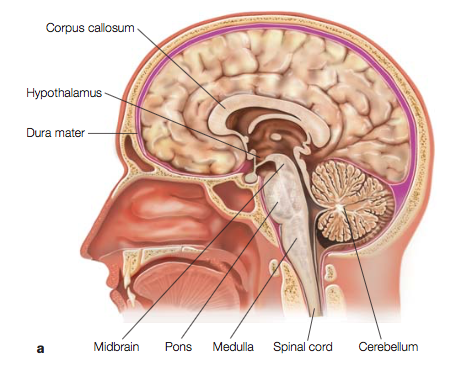 Corpus callosum
Hypothalamus
Dura mater
a
Midbrain
Pons
Medulla
Spinal cord
Cerebellum